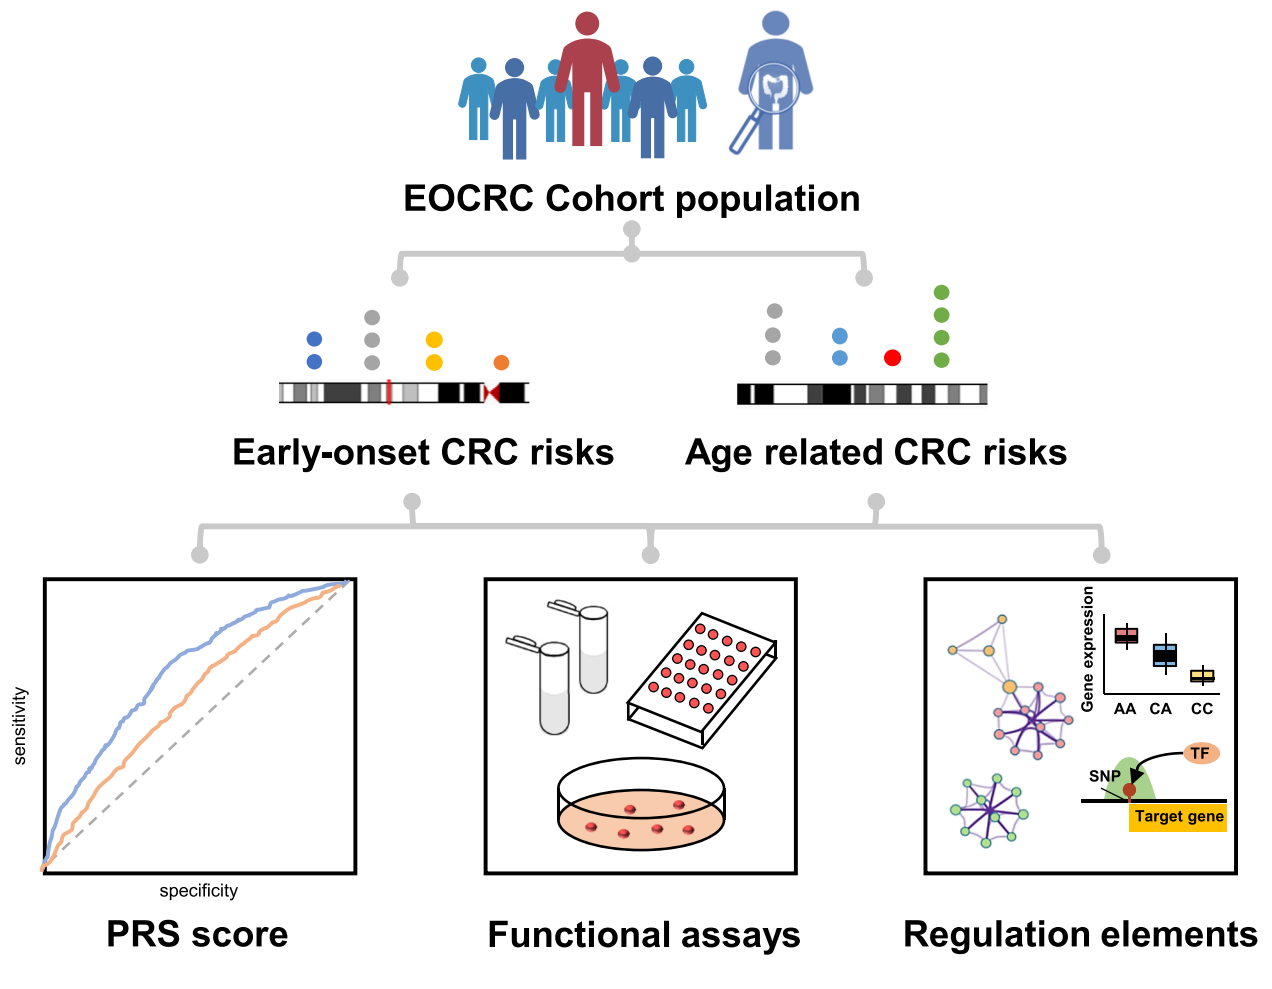 EOCRC Cohort population
Early-onset CRC risks
Age related CRC risks
sensitivity
specificity
PRS score
Functional assays
Gene expression
AA CA CC
TF
SNP
Target gene
Regulation elements